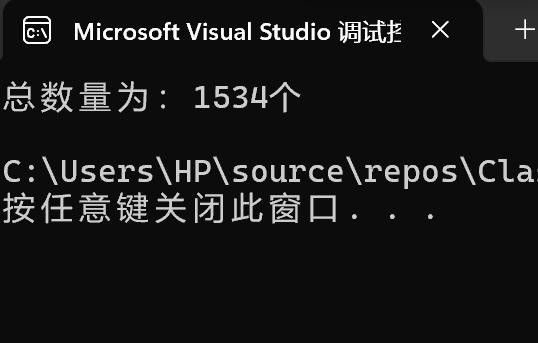 Microsoft Visual Studio 调试
总数量为：1534个
C:\Users\HP\source\repos\Cla
按任意键关闭此窗口. . .